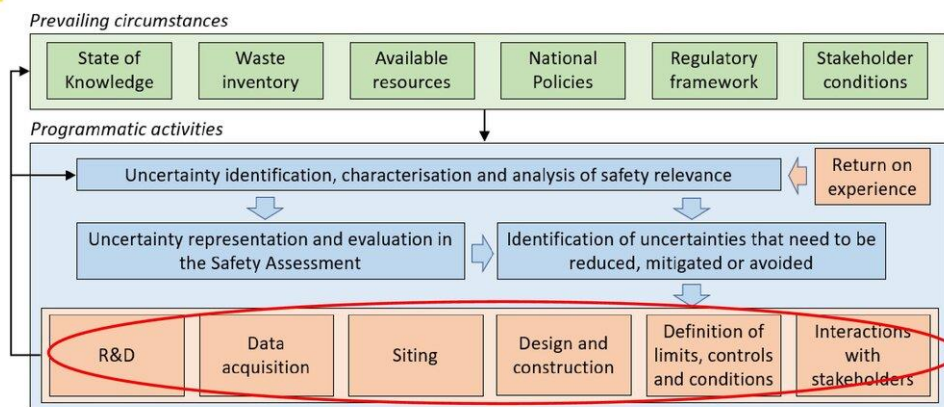 Prevailing circumstances
State of
Knowledge
Waste
inventory
Available
resources
National
Policies
Regulatory
framework
Stakeholder
conditions
Programmatic activities
Uncertainty identification, characterisation and analysis of safety relevance
Return on
experience
Uncertainty representation and evaluation in
the Safety Assessment
Identification of uncertainties that need to be
reduced, mitigated or avoided
R&D
Data
acquisition
Siting
Design and
construction
Definition of
limits, controls
and conditions
Interactions
with
stakeholders